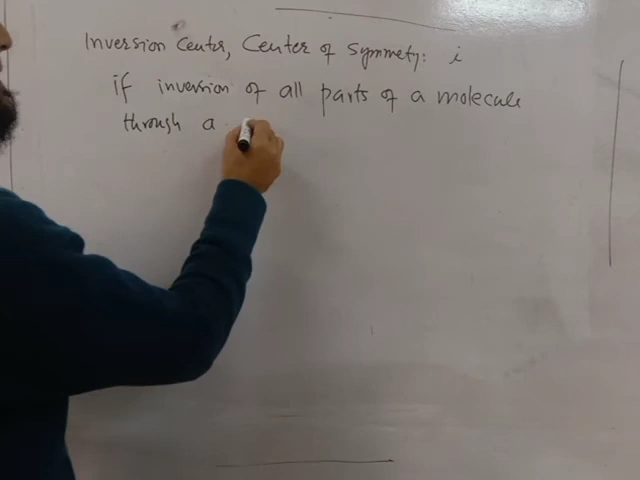 Inversion Center, Center of Symmetry: i
if inversion of all parts of a molecule
through a